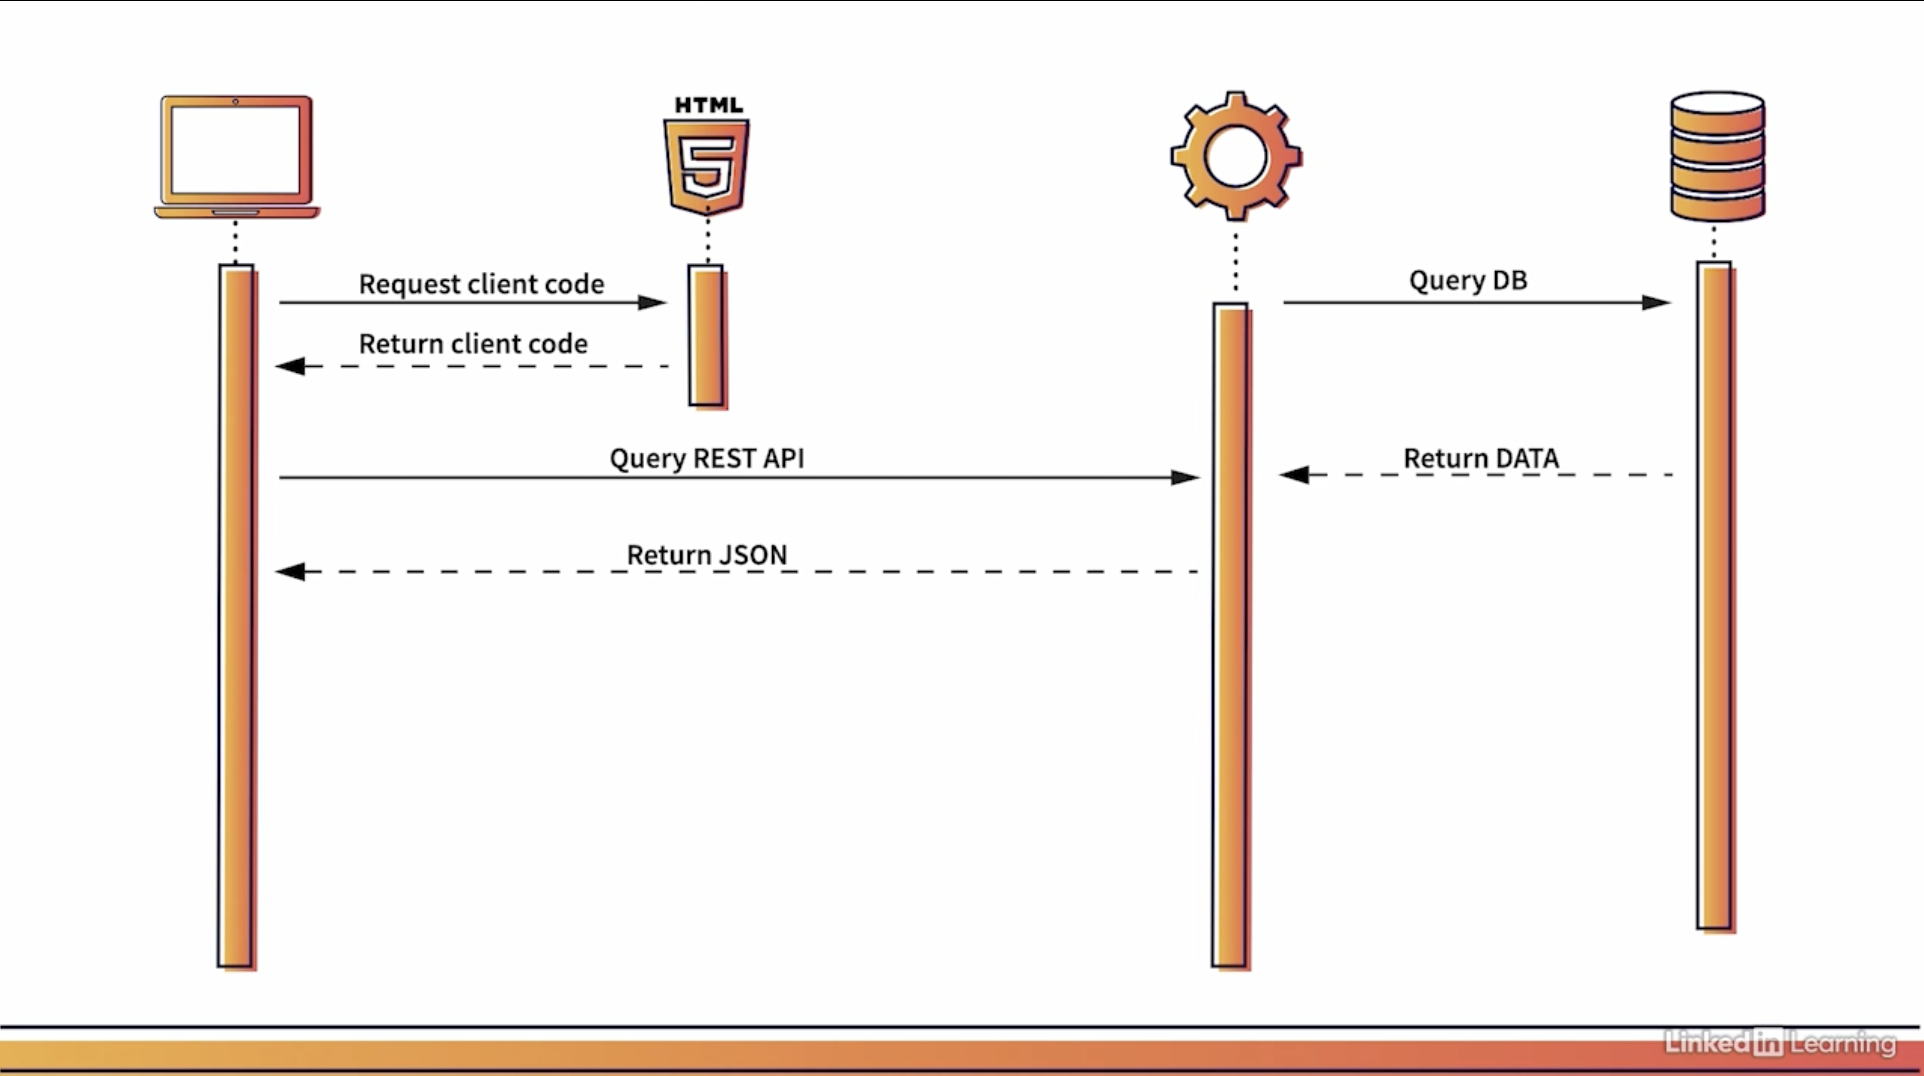 HTML
5
Request client code
Query DB
Return client code
Query REST API
Return DATA
Return JSON
Linked in Learning